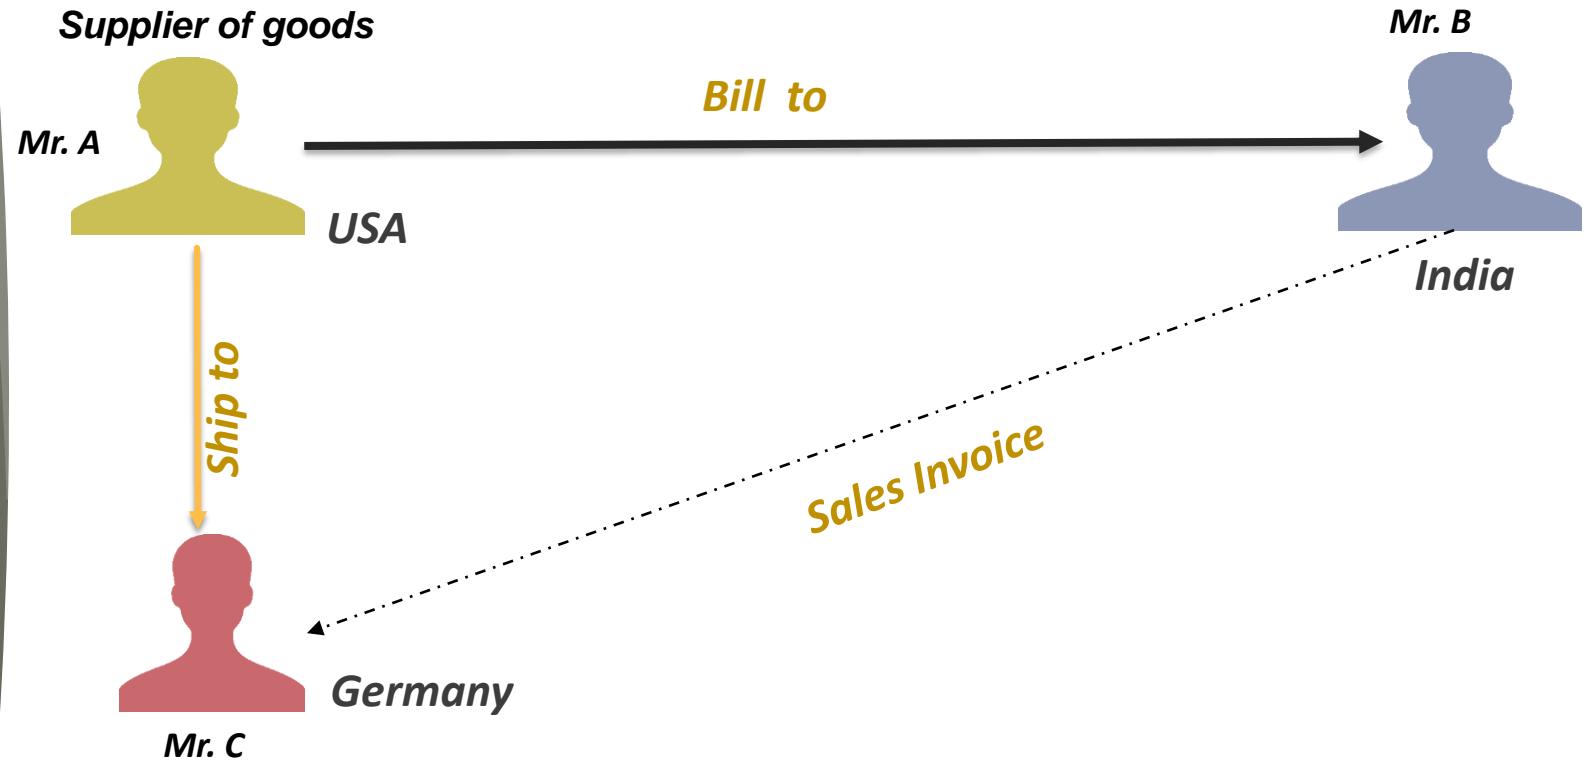 Supplier of goods
Mr. B
Bill to
Mr. A
USA
India
Ship to
Sales Invoice
Germany
Mr. C